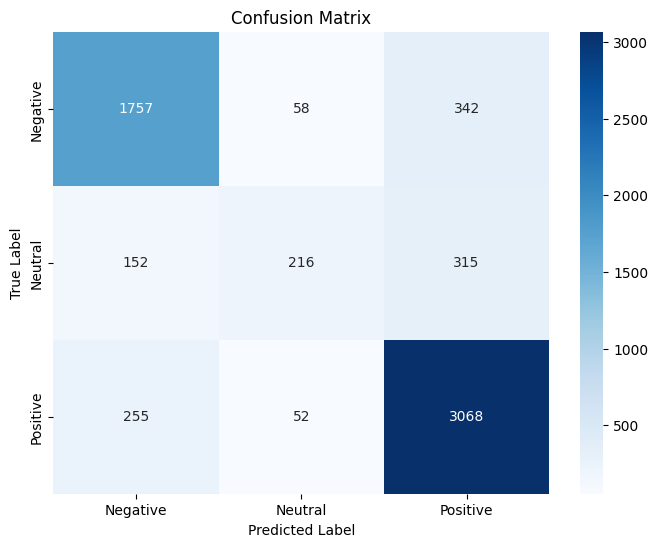 Confusion Matrix
True Label
Negative
1757
58
342
Neutral
152
216
315
Positive
255
52
3068
Negative
Neutral
Positive
Predicted Label
3000
2500
2000
1500
1000
500